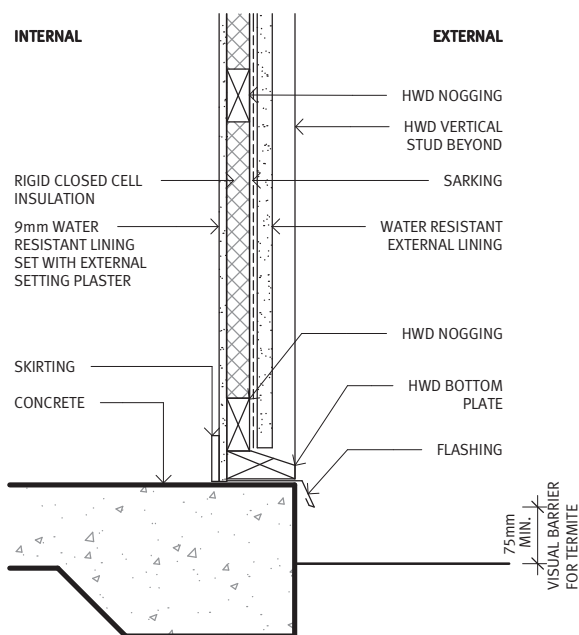 INTERNAL
EXTERNAL
HWD NOGGING
HWD VERTICAL
STUD BEYOND
RIGID CLOSED CELL
INSULATION
SARKING
9mm WATER
RESISTANT LINING
SET WITH EXTERNAL
SETTING PLASTER
WATER RESISTANT
EXTERNAL LINING
HWD NOGGING
SKIRTING
HWD BOTTOM
PLATE
CONCRETE
FLASHING
75mm
MIN.
VISUAL BARRIER
FOR TERMITE